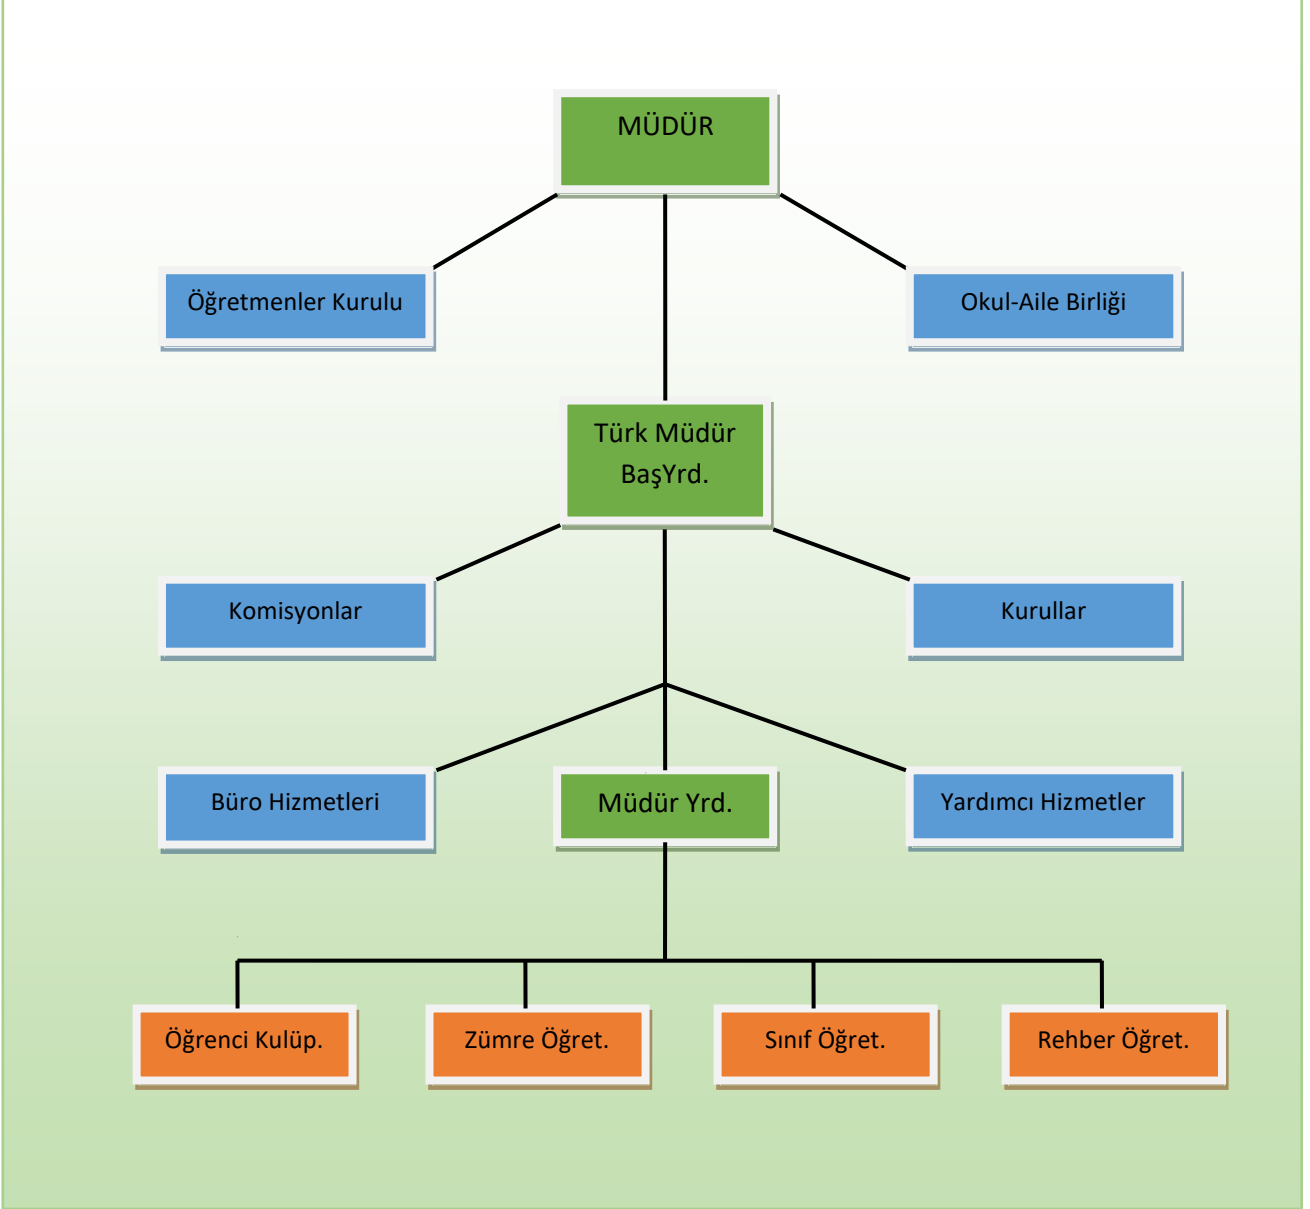 MÜDÜR
Öğretmenler Kurulu
Okul-Aile Birliği
Türk Müdür
BaşYrd.
Komisyonlar
Kurullar
Büro Hizmetleri
Müdür Yrd.
Yardımcı Hizmetler
Öğrenci Kulüp.
Zümre Öğret.
Sınıf Öğret.
Rehber Öğret.